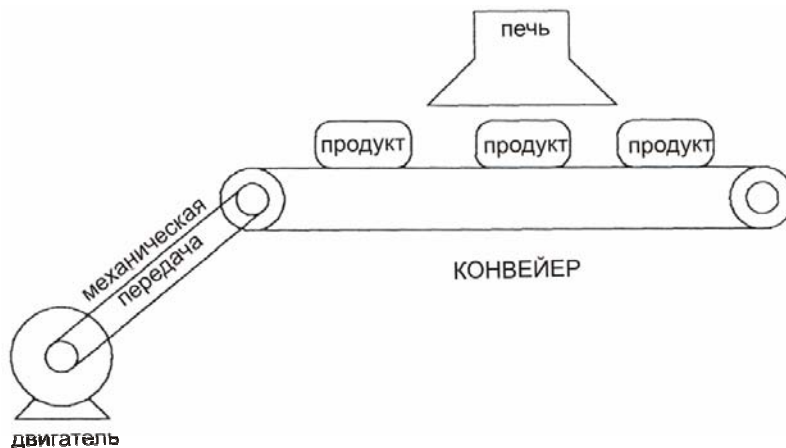 печь
продукт
продукт
продукт
механическая
передача
КОНВЕЙЕР
двигатель